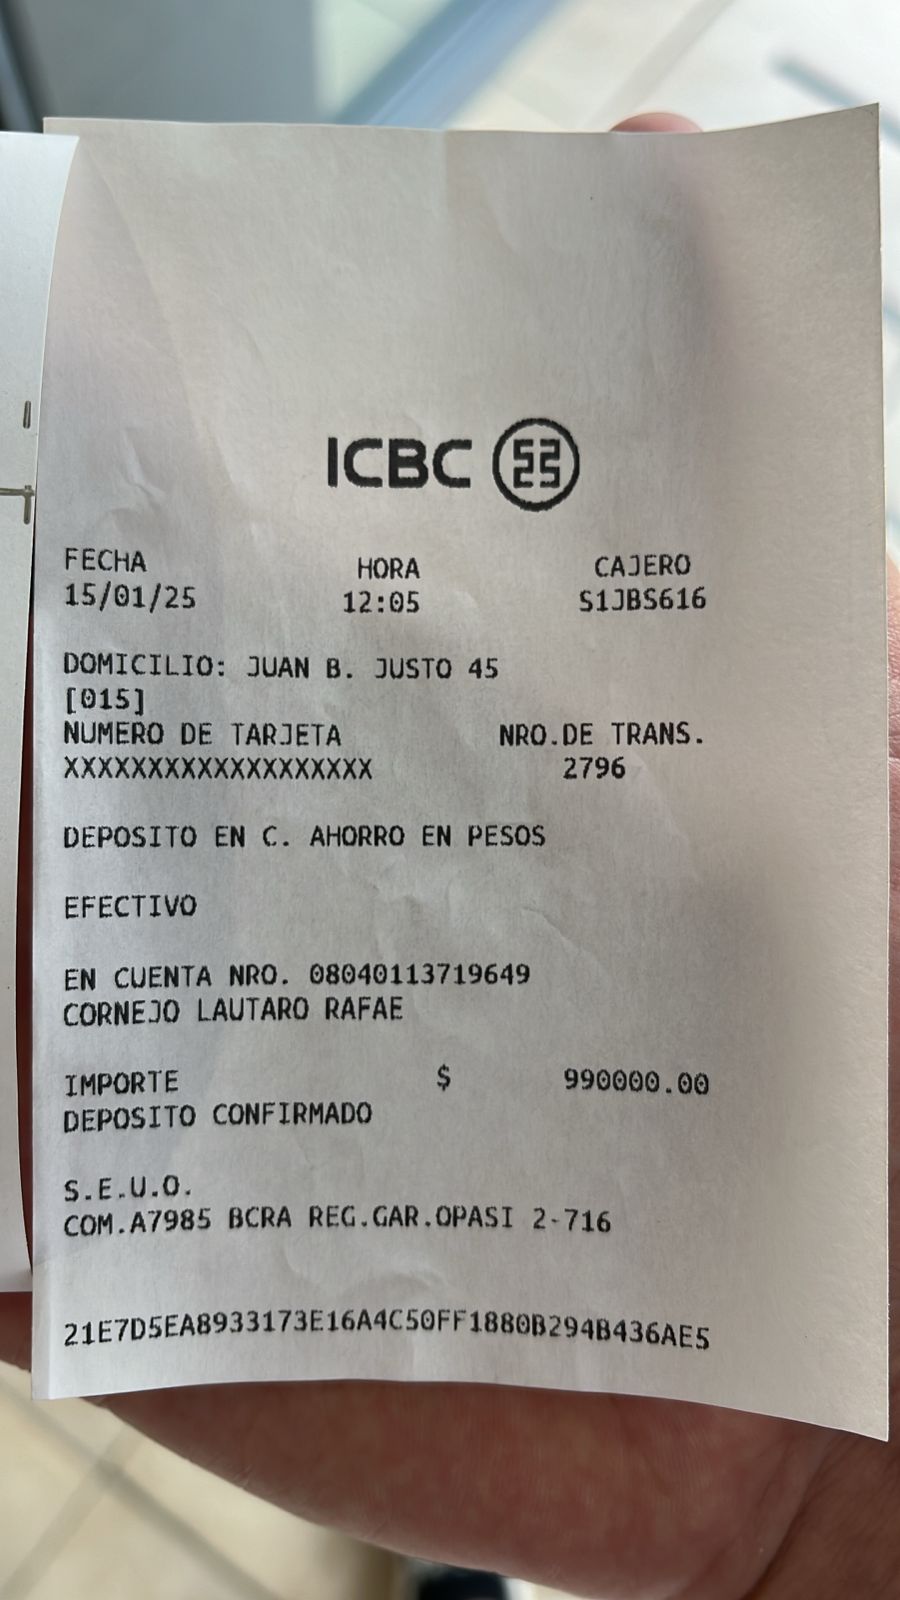 ICBC
FECHA HORA CAJERO
15/01/25 12:05 S1JBS616
DOMICILIO: JUAN B. JUSTO 45
[015]
NUMERO DE TARJETA NRO.DE TRANS.
XXXXXXXXXXXXXXXXXXX 2796
DEPOSITO EN C. AHORRO EN PESOS
EFECTIVO
EN CUENTA NRO. 08040113719649
CORNEJO LAUTARO RAFAE
IMPORTE $ 990000.00
DEPOSITO CONFIRMADO
S.E.U.O.
COM.A7985 BCRA REG.GAR.OPASI 2-716
21E7D5EA8933173E16A4C50FF1880B294B436AE5